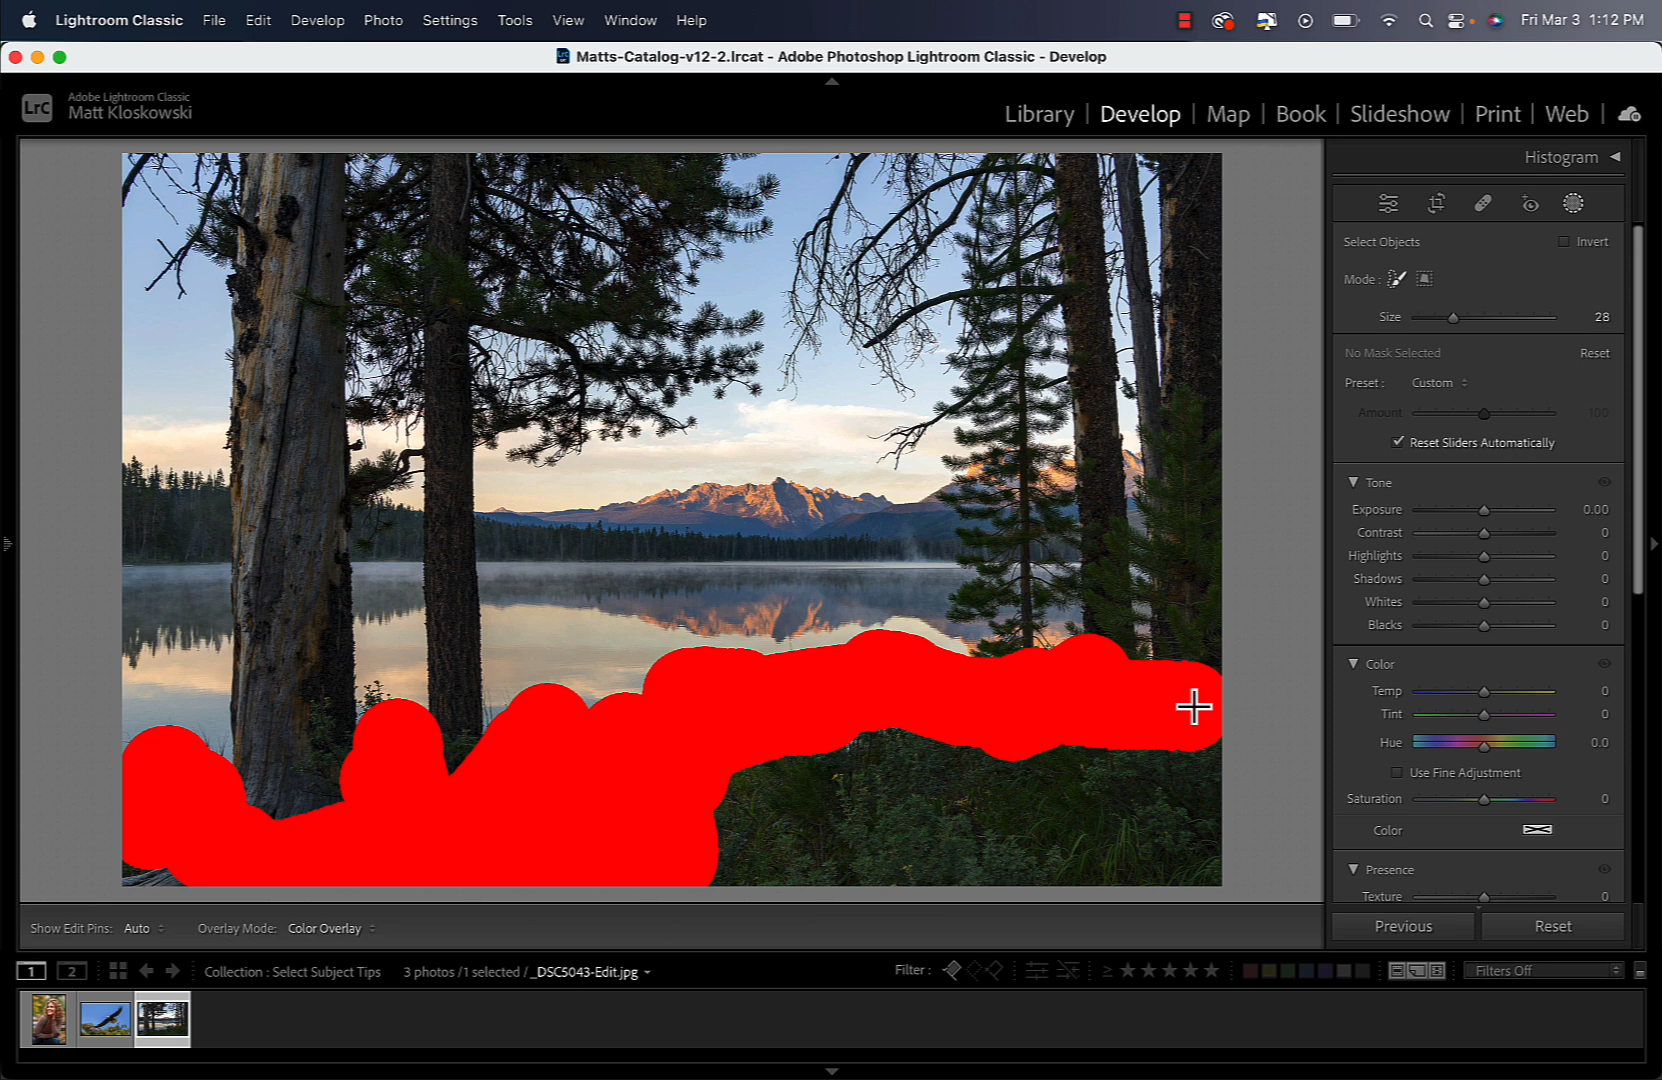 Lightroom Classic File Edit Develop Photo Settings Tools View Window Help Fri Mar 3 1:12 PM
Matts-Catalog-v12-2.lrcat - Adobe Photoshop Lightroom Classic - Develop
LrC Adobe Lightroom Classic
Matt Kloskowski
Library | Develop | Map | Book | Slideshow | Print | Web |
Histogram
Select Objects Invert
Mode :
Size 28
No Mask Selected Reset
Preset : Custom
Amount 100
Reset Sliders Automatically
Tone
Exposure 0.00
Contrast 0
Highlights 0
Shadows 0
Whites 0
Blacks 0
Color
Temp 0
Tint 0
Hue 0.0
Use Fine Adjustment
Saturation 0
Color
Presence
Texture 0
Show Edit Pins: Auto Overlay Mode: Color Overlay
Previous Reset
1 2 Collection : Select Subject Tips 3 photos /1 selected /_DSC5043-Edit.jpg Filter : ≥ Filters Off